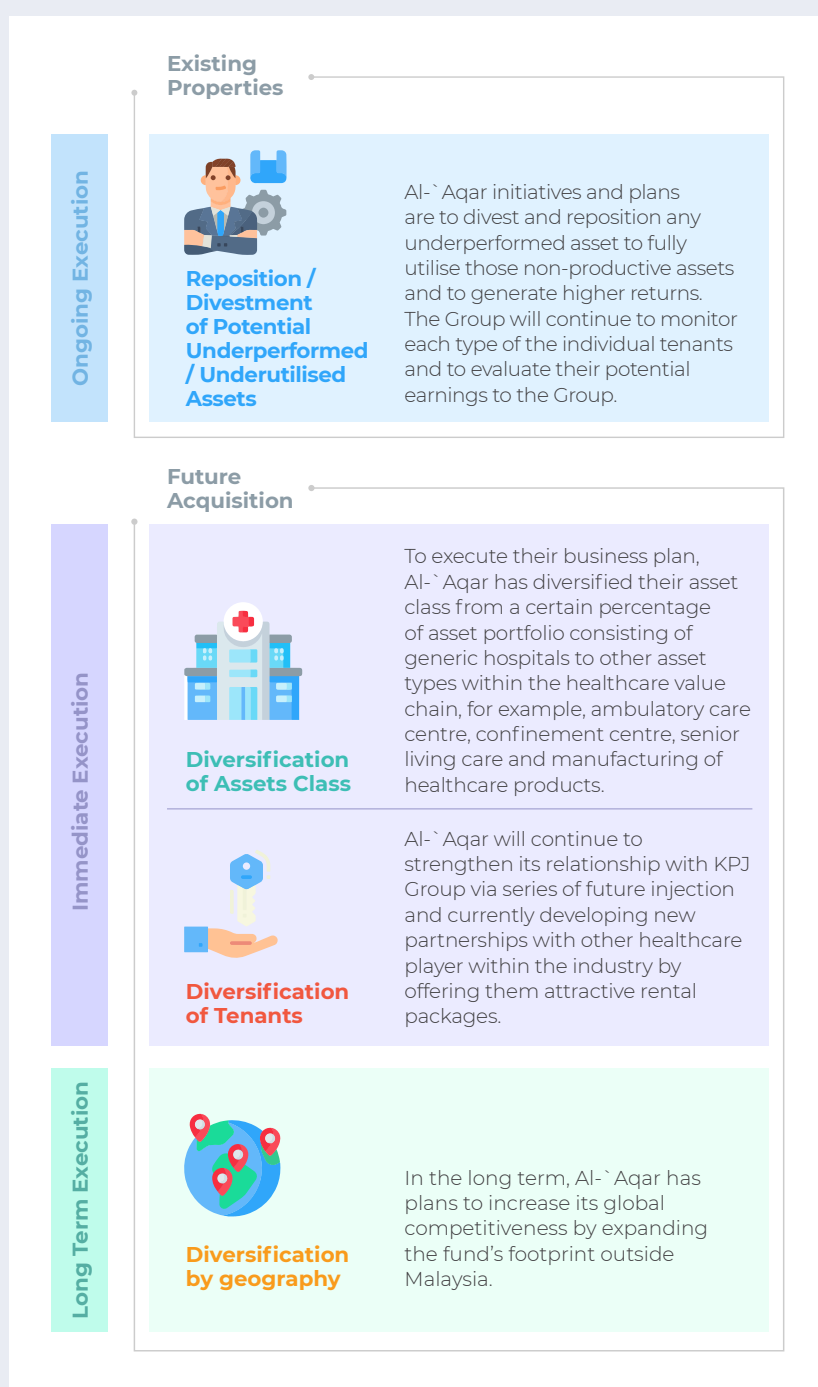 Existing
Properties
Ongoing Execution
Reposition /
Divestment
of Potential
Underperformed
/ Underutilised
Assets
Al-`Aqar initiatives and plans
are to divest and reposition any
underperformed asset to fully
utilise those non-productive assets
and to generate higher returns.
The Group will continue to monitor
each type of the individual tenants
and to evaluate their potential
earnings to the Group.
Future
Acquisition
Immediate Execution
Diversification
of Assets Class
To execute their business plan,
Al-`Aqar has diversified their asset
class from a certain percentage
of asset portfolio consisting of
generic hospitals to other asset
types within the healthcare value
chain, for example, ambulatory care
centre, confinement centre, senior
living care and manufacturing of
healthcare products.
Diversification
of Tenants
Al-`Aqar will continue to
strengthen its relationship with KPJ
Group via series of future injection
and currently developing new
partnerships with other healthcare
player within the industry by
offering them attractive rental
packages.
Long Term Execution
Diversification
by geography
In the long term, Al-`Aqar has
plans to increase its global
competitiveness by expanding
the fund’s footprint outside
Malaysia.